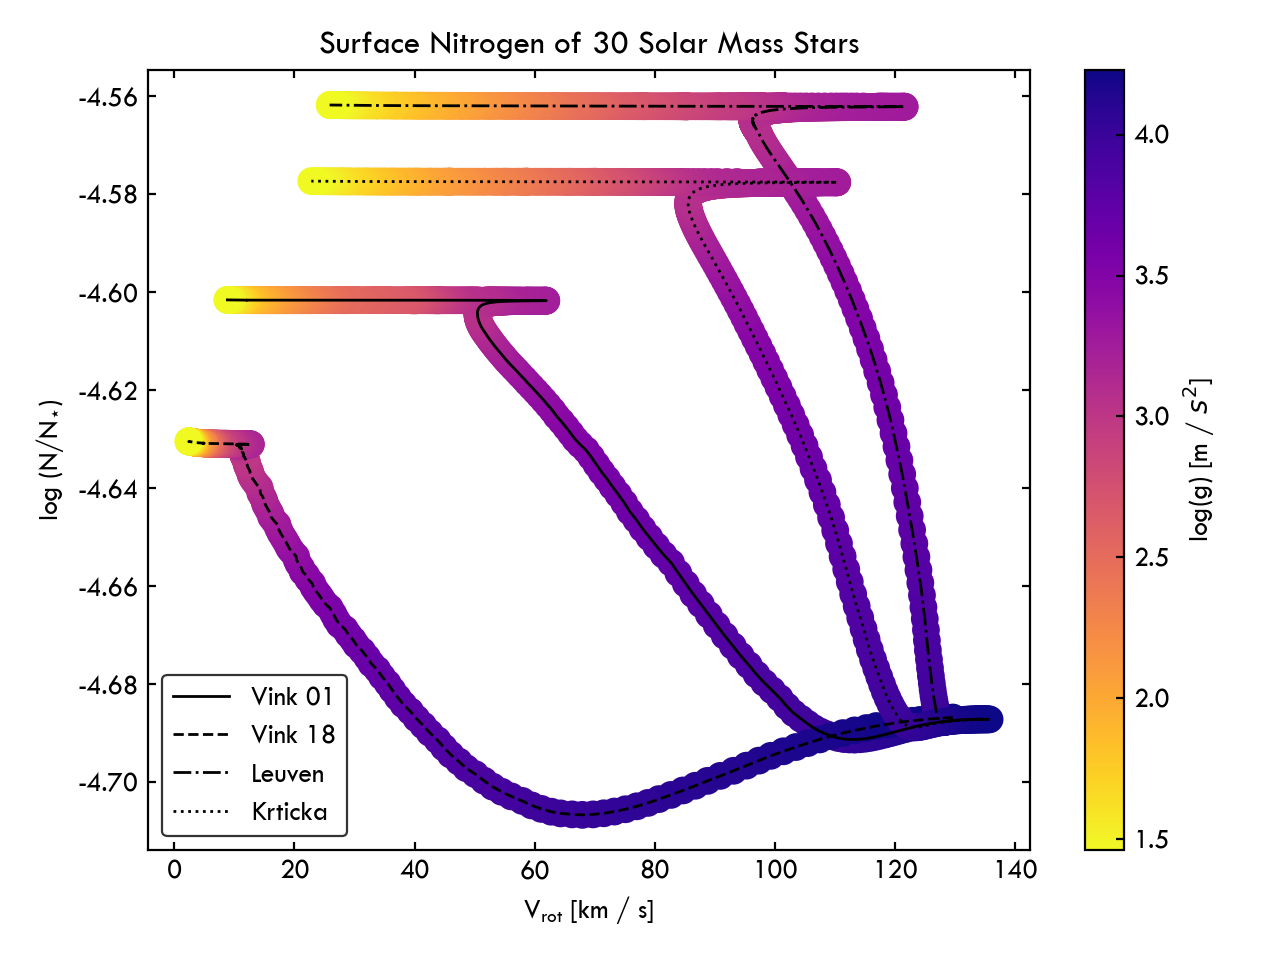 Surface Nitrogen of 30 Solar Mass Stars
-4.56
-4.58
-4.60
-4.62
-4.64
-4.66
-4.68
-4.70
log (N/N⋆)
Vink 01
Vink 18
Leuven
Krticka
0 20 40 60 80 100 120 140
V_rot [km / s]
4.0
3.5
3.0
2.5
2.0
1.5
log(g) [m / s²]